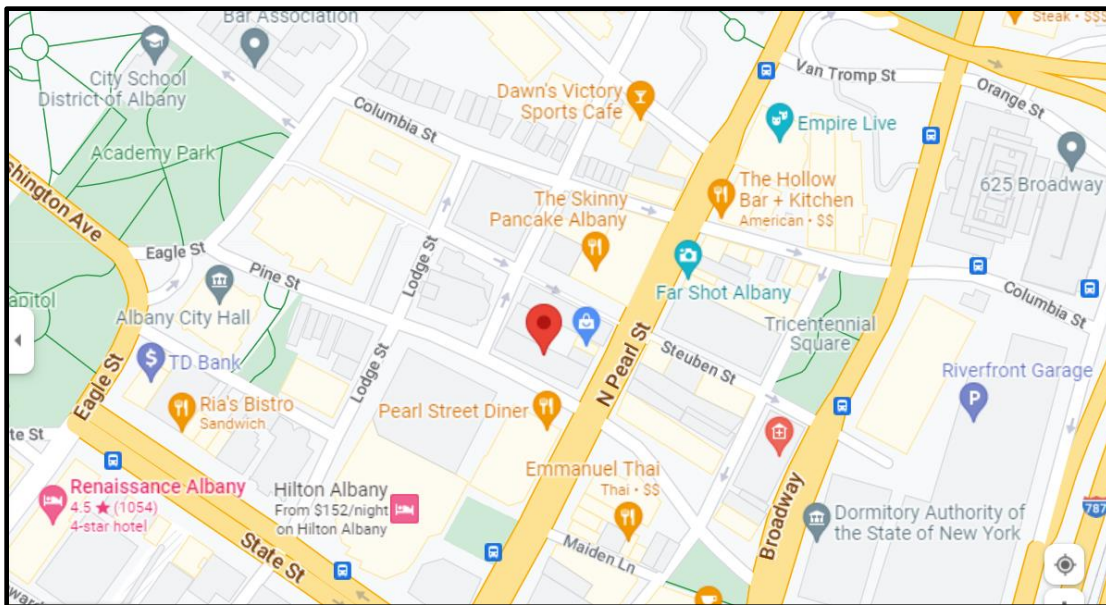 Bar Association
Steak • $$$
City School
District of Albany
Van Tromp St
Orange St
Dawn's Victory
Sports Cafe
Columbia St
Empire Live
Academy Park
625 Broadway
The Hollow
Bar + Kitchen
American • $$
The Skinny
Pancake Albany
Eagle St
Lodge St
Pine St
Far Shot Albany
Columbia St
Albany City Hall
Tricentennial
Square
N Pearl St
Steuben St
TD Bank
Lodge St
Riverfront Garage
Eagle St
Ria's Bistro
Sandwich
Pearl Street Diner
Renaissance Albany
4.5 ★ (1054)
4-star hotel
Hilton Albany
From $152/night
on Hilton Albany
Emmanuel Thai
Thai • $$
Broadway
Dormitory Authority of
the State of New York
787
State St
Maiden Ln